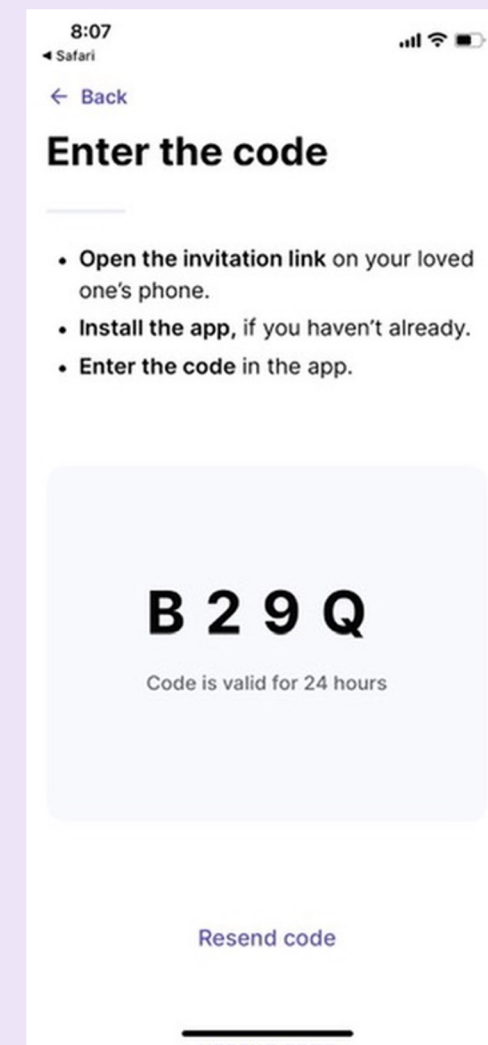 8:07
◀ Safari
← Back
Enter the code
• Open the invitation link on your loved
one’s phone.
• Install the app, if you haven’t already.
• Enter the code in the app.
B 2 9 Q
Code is valid for 24 hours
Resend code